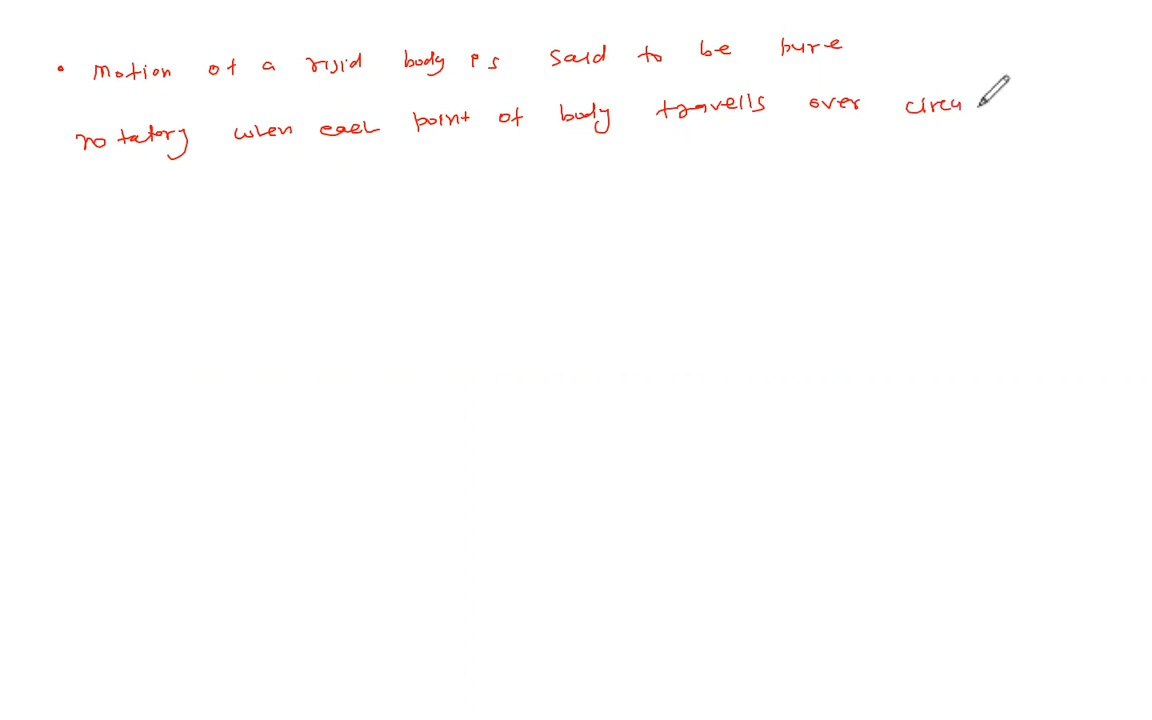 • Motion of a rigid body is said to be pure
rotatory when each point of body travells over circu